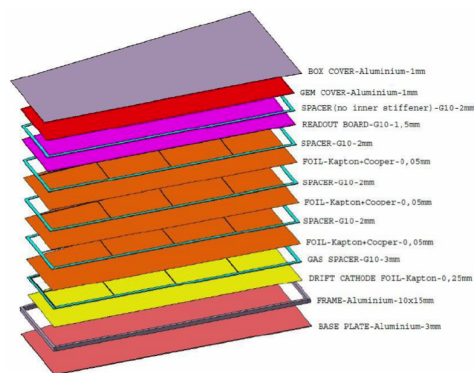 BOX COVER-Aluminium-1mm
GEM COVER-Aluminium-1mm
SPACER(no inner stiffener)-G10-2mm
READOUT BOARD-G10-1,5mm
SPACER-G10-2mm
FOIL-Kapton+Cooper-0,05mm
SPACER-G10-2mm
FOIL-Kapton+Cooper-0,05mm
SPACER-G10-2mm
FOIL-Kapton+Cooper-0,05mm
GAS SPACER-G10-3mm
DRIFT CATHODE FOIL-Kapton-0,25mm
FRAME-Aluminium-10x15mm
BASE PLATE-Aluminium-3mm